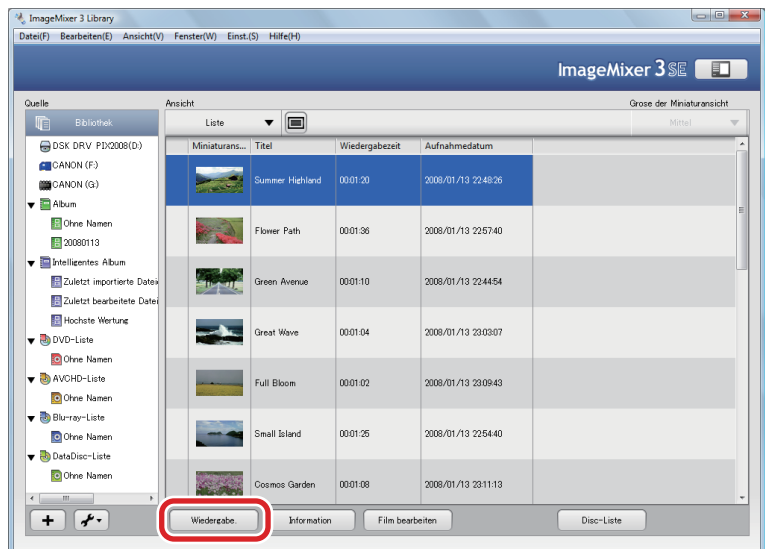 ImageMixer 3 Library
Datei(F) Bearbeiten(E) Ansicht(V) Fenster(W) Einst.(S) Hilfe(H)
ImageMixer 3 SE
Quelle Ansicht Grose der Miniaturansicht
Bibliothek Liste Mittel
Miniaturans... Titel Wiedergabezeit Aufnahmedatum
DSK DRV PIX2008(D:)
CANON (F:)
CANON (G:)
Album
Ohne Namen
20080113
Intelligentes Album
Zuletzt importierte Datei
Zuletzt bearbeitete Datei
Hochste Wertung
DVD-Liste
Ohne Namen
AVCHD-Liste
Ohne Namen
Blu-ray-Liste
Ohne Namen
DataDisc-Liste
Ohne Namen
Summer Highland 00:01:20 2008/01/13 22:48:26
Flower Path 00:01:36 2008/01/13 22:57:40
Green Avenue 00:01:10 2008/01/13 22:44:54
Great Wave 00:01:04 2008/01/13 23:03:07
Full Bloom 00:01:02 2008/01/13 23:09:43
Small Island 00:01:25 2008/01/13 22:54:40
Cosmos Garden 00:01:08 2008/01/13 23:11:13
Wiedergabe. Information Film bearbeiten Disc-Liste